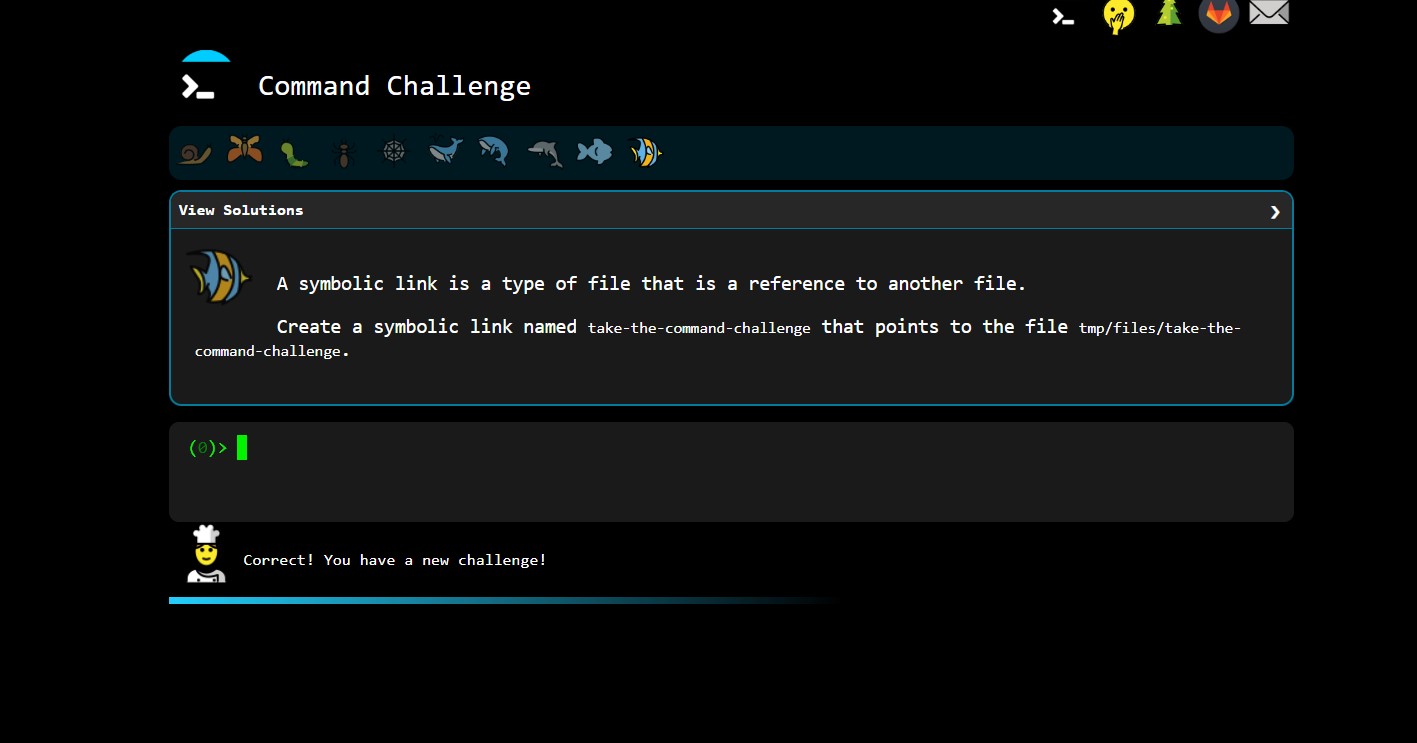 Command Challenge
View Solutions
A symbolic link is a type of file that is a reference to another file.
Create a symbolic link named take-the-command-challenge that points to the file tmp/files/take-the-
command-challenge.
(0)>
Correct! You have a new challenge!